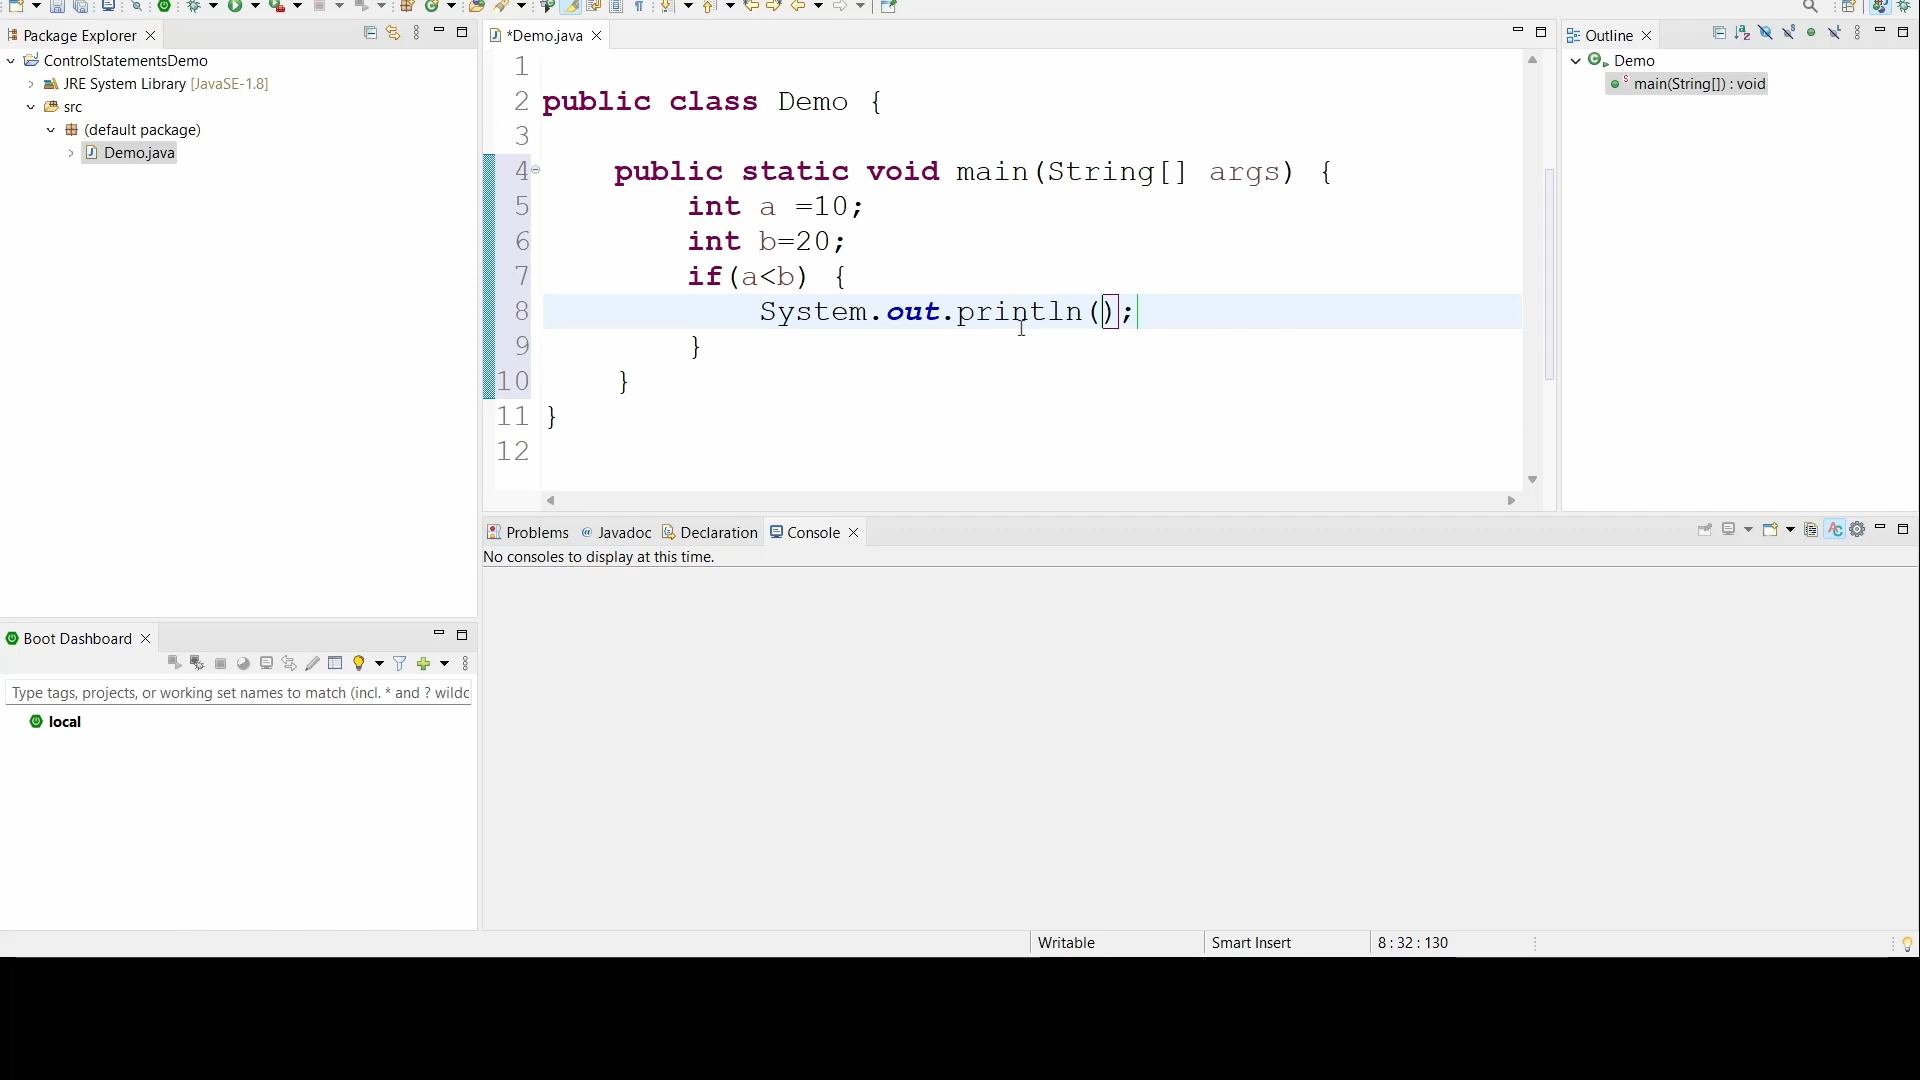 Package Explorer
ControlStatementsDemo
JRE System Library [JavaSE-1.8]
src
(default package)
Demo.java
*Demo.java
1
2 public class Demo {
3
4 public static void main(String[] args) {
5 int a =10;
6 int b=20;
7 if(a<b) {
8 System.out.println();
9 }
10 }
11 }
12
Outline
Demo
main(String[]) : void
Problems @ Javadoc Declaration Console
No consoles to display at this time.
Boot Dashboard
Type tags, projects, or working set names to match (incl. * and ? wildc
local
Writable Smart Insert 8 : 32 : 130